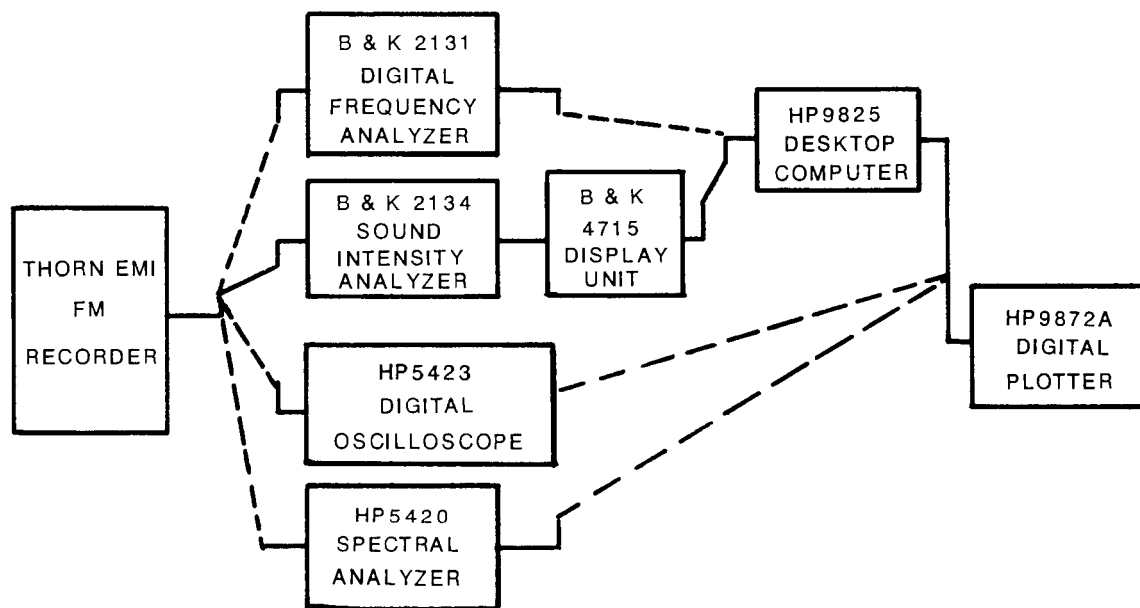 THORN EMI
FM
RECORDER
B & K 2131
DIGITAL
FREQUENCY
ANALYZER
B & K 2134
SOUND
INTENSITY
ANALYZER
B & K
4715
DISPLAY
UNIT
HP5423
DIGITAL
OSCILLOSCOPE
HP5420
SPECTRAL
ANALYZER
HP9825
DESKTOP
COMPUTER
HP9872A
DIGITAL
PLOTTER